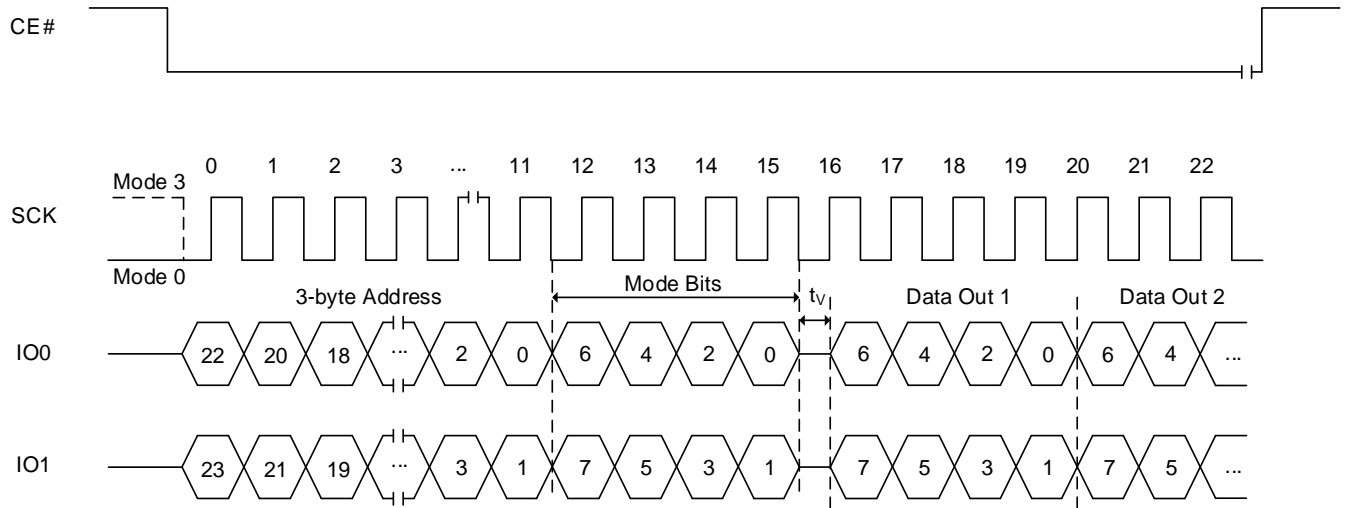 CE#
0 1 2 3 ... 11 12 13 14 15 16 17 18 19 20 21 22
Mode 3
SCK
Mode 0
3-byte Address Mode Bits tV Data Out 1 Data Out 2
IO0 22 20 18 ... 2 0 6 4 2 0 6 4 2 0 6 4 ...
IO1 23 21 19 ... 3 1 7 5 3 1 7 5 3 1 7 5 ...